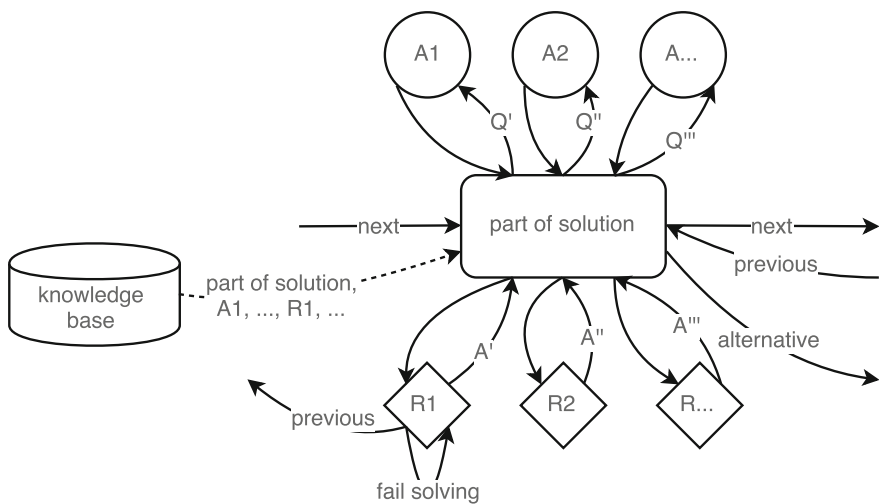 A1
A2
A...
Q'
Q''
Q'''
next
part of solution
next
previous
knowledge
base
part of solution,
A1, ..., R1, ...
A'
A''
A'''
alternative
R1
R2
R...
previous
fail solving